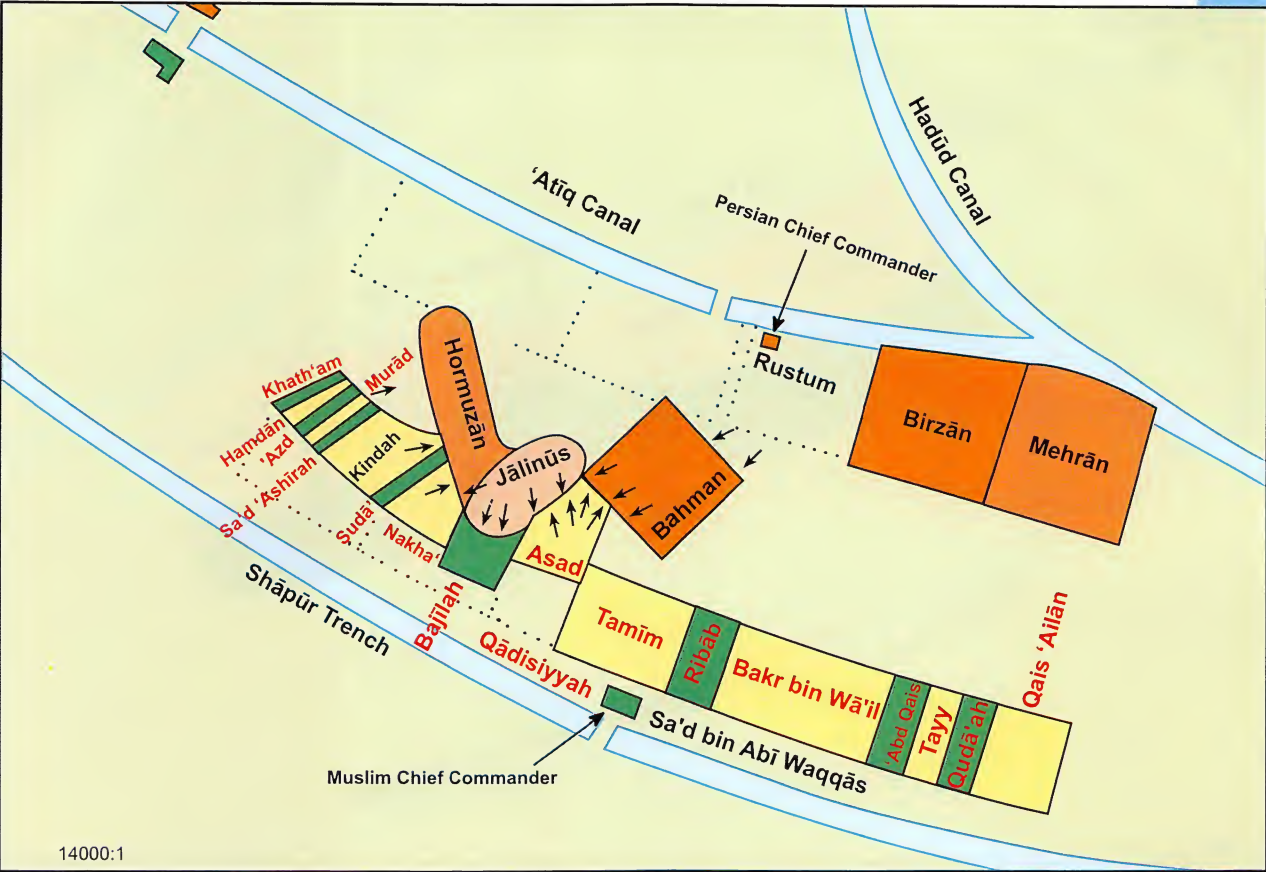 Hadūd Canal
'Atīq Canal
Persian Chief Commander
Rustum
Birzān
Mehrān
Hormuzān
Jālinūs
Bahman
Khath'am
Murād
Hamdān
'Azd
Sa'd 'Ashīrah
Kindah
Ṣudā'
Nakha'
Bajīlah
Asad
Tamīm
Ribāb
Bakr bin Wā'il
'Abd Qais
Tayy
Qudā'ah
Qais 'Ailān
Shāpūr Trench
Qādisiyyah
Sa'd bin Abī Waqqās
Muslim Chief Commander
14000:1